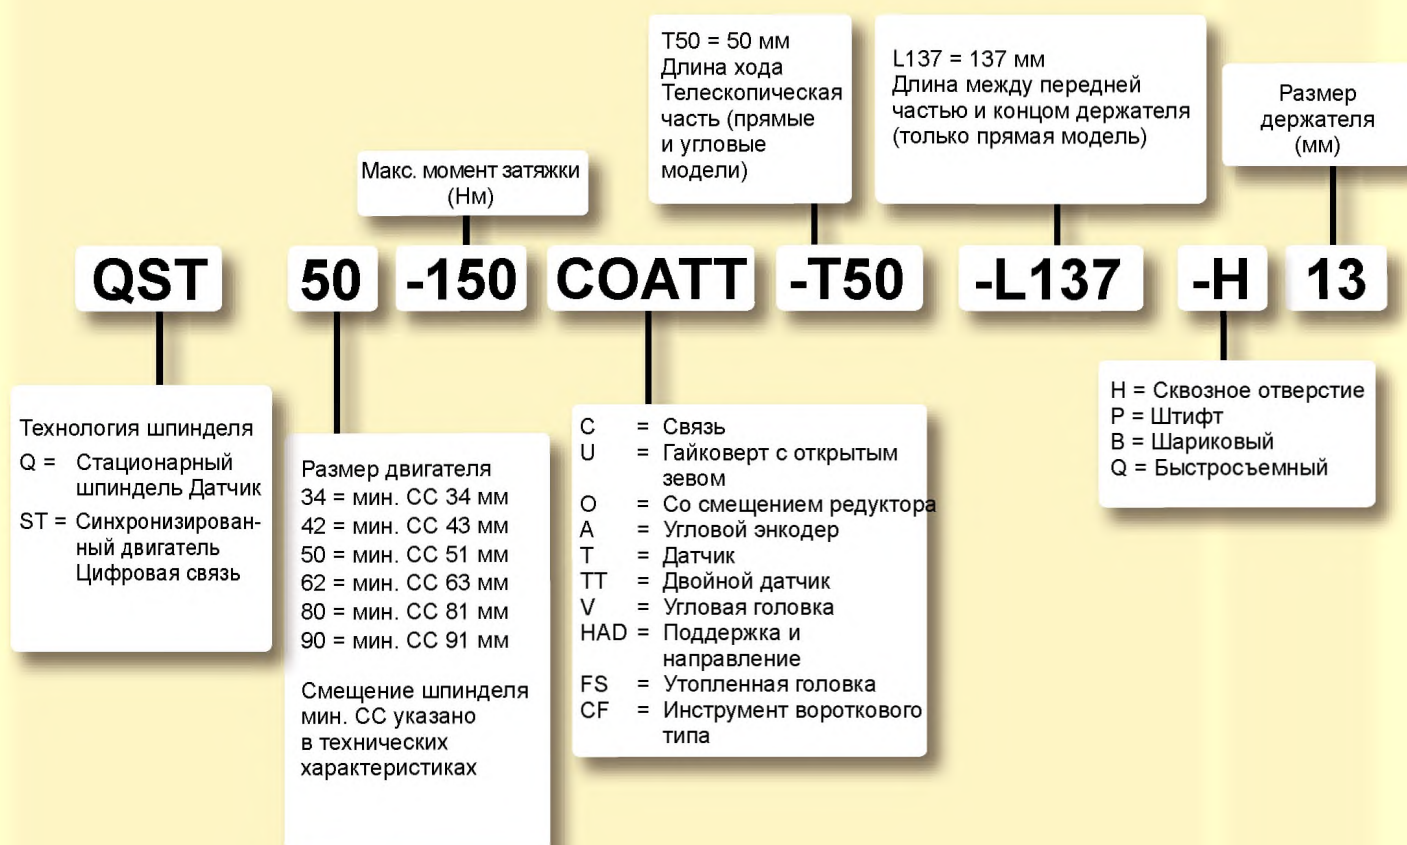 T50 = 50 мм
Длина хода
Телескопическая
часть (прямые
и угловые
модели)
L137 = 137 мм
Длина между передней
частью и концом держателя
(только прямая модель)
Размер
держателя
(мм)
Макс. момент затяжки
(Нм)
QST 50 -150 COATT -T50 -L137 -H 13
Технология шпинделя
Q = Стационарный
шпиндель Датчик
ST = Синхронизирован-
ный двигатель
Цифровая связь
Размер двигателя
34 = мин. СС 34 мм
42 = мин. СС 43 мм
50 = мин. СС 51 мм
62 = мин. СС 63 мм
80 = мин. СС 81 мм
90 = мин. СС 91 мм
Смещение шпинделя
мин. СС указано
в технических
характеристиках
C = Связь
U = Гайковерт с открытым
зевом
O = Со смещением редуктора
A = Угловой энкодер
T = Датчик
TT = Двойной датчик
V = Угловая головка
HAD = Поддержка и
направление
FS = Утопленная головка
CF = Инструмент вороткового
типа
H = Сквозное отверстие
P = Штифт
B = Шариковый
Q = Быстросъемный